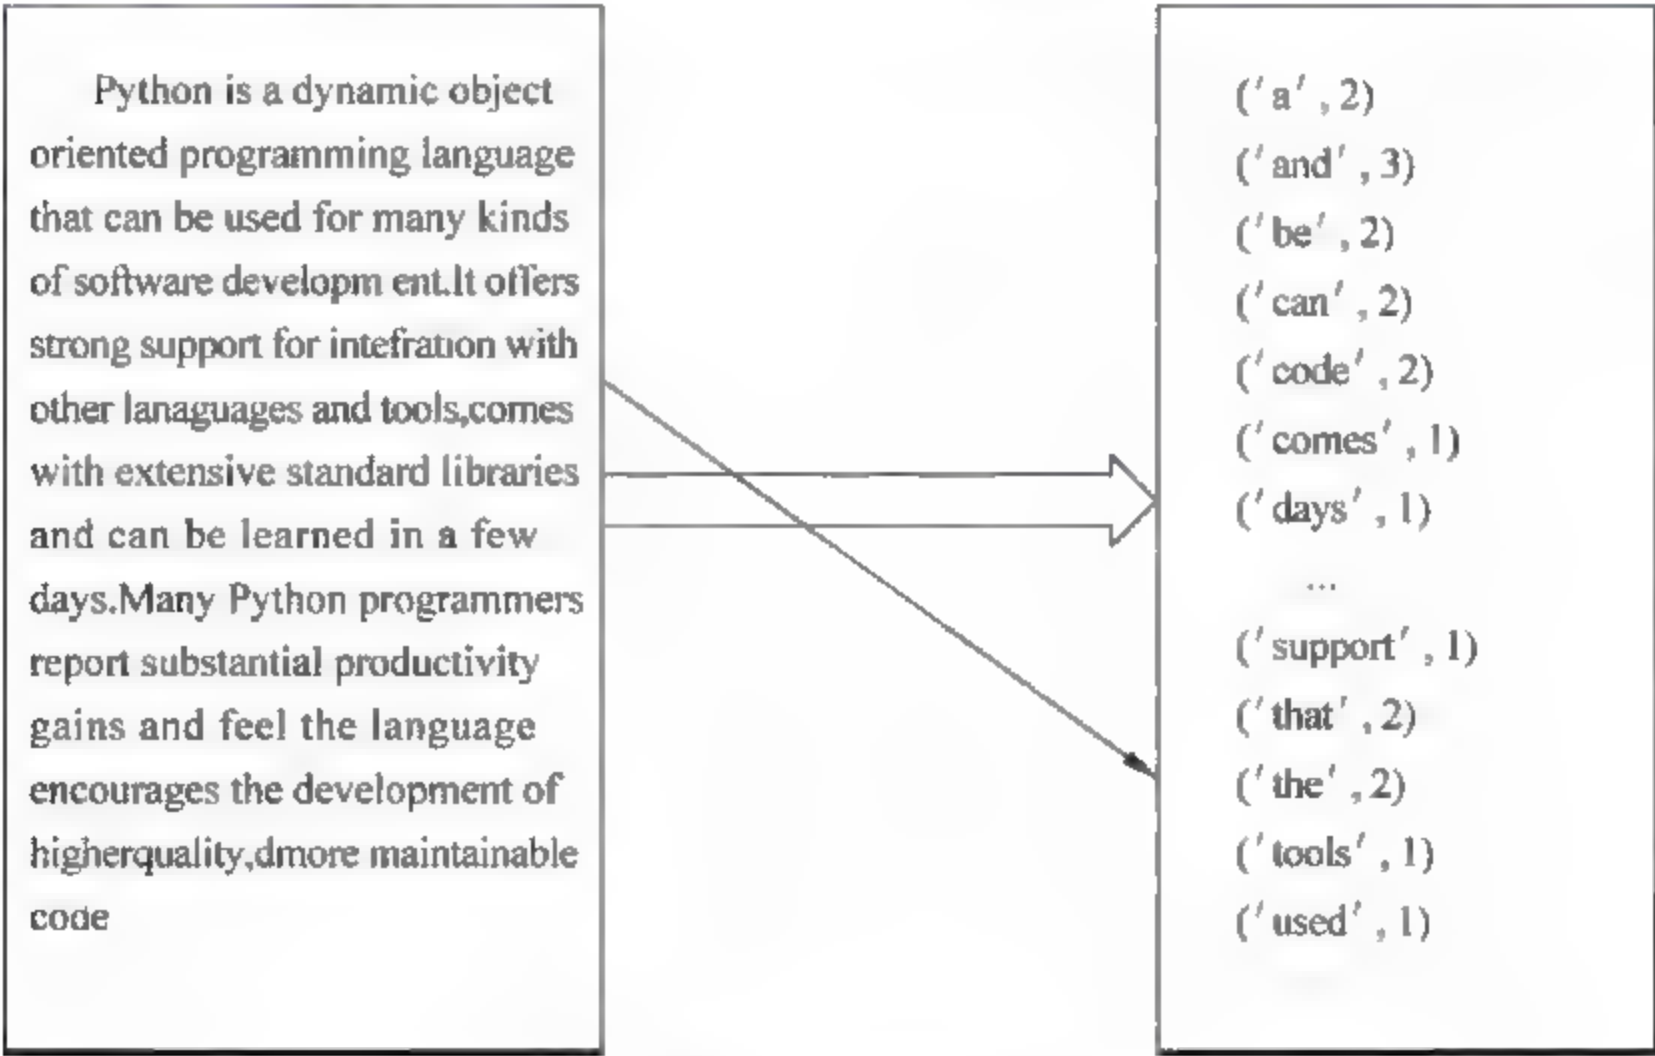 Python is a dynamic object
oriented programming language
that can be used for many kinds
of software developm ent.It offers
strong support for intefration with
other lanaguages and tools,comes
with extensive standard libraries
and can be learned in a few
days.Many Python programmers
report substantial productivity
gains and feel the language
encourages the development of
higherquality,dmore maintainable
code
('a', 2)
('and', 3)
('be', 2)
('can', 2)
('code', 2)
('comes', 1)
('days', 1)
...
('support', 1)
('that', 2)
('the', 2)
('tools', 1)
('used', 1)